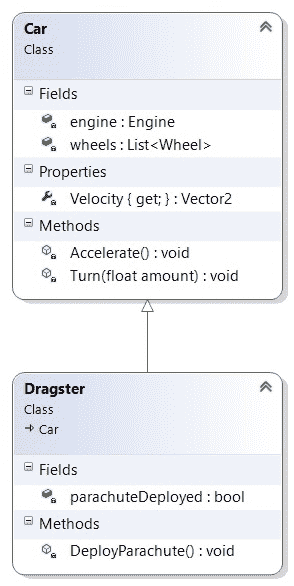 Car
Class
Fields
engine : Engine
wheels : List<Wheel>
Properties
Velocity { get; } : Vector2
Methods
Accelerate() : void
Turn(float amount) : void
Dragster
Class
Car
Fields
parachuteDeployed : bool
Methods
DeployParachute() : void